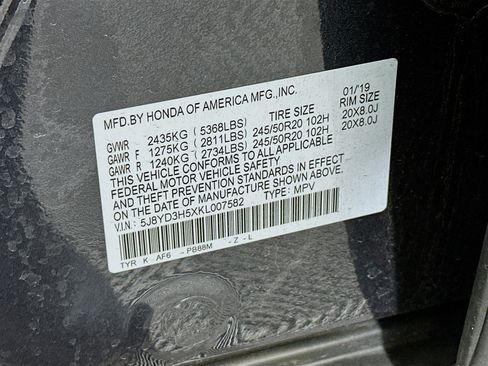 MFD.BY HONDA OF AMERICA MFG.,INC. 01/19
TIRE SIZE RIM SIZE
GVWR 2435KG ( 5368LBS)
GAWR F 1275KG ( 2811LBS) 245/50R20 102H 20X8.0J
GAWR R 1240KG ( 2734LBS) 245/50R20 102H 20X8.0J
THIS VEHICLE CONFORMS TO ALL APPLICABLE
FEDERAL MOTOR VEHICLE SAFETY
AND THEFT PREVENTION STANDARDS IN EFFECT
ON THE DATE OF MANUFACTURE SHOWN ABOVE.
V.I.N: 5J8YD3H5XKL007582 TYPE: MPV
TYR K AF6 - PB88M - Z - L